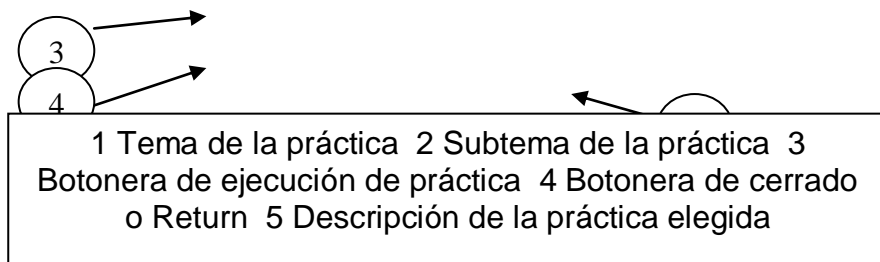 3
4
1 Tema de la práctica 2 Subtema de la práctica 3
Botonera de ejecución de práctica 4 Botonera de cerrado
o Return 5 Descripción de la práctica elegida